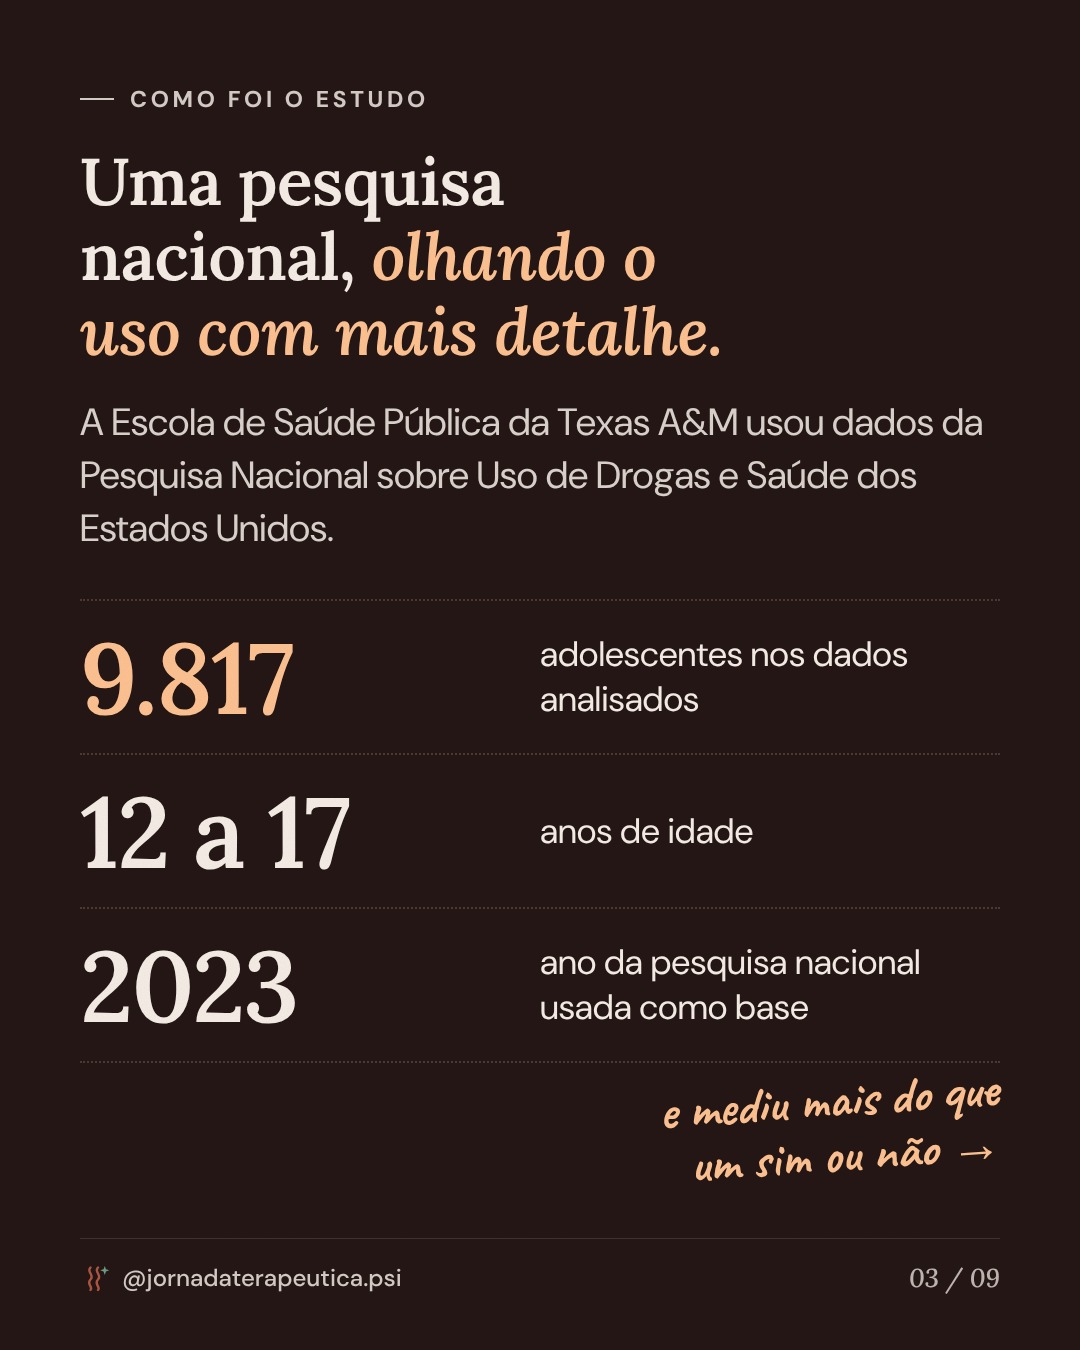 COMO FOI O ESTUDO
Uma pesquisa
nacional, olhando o
uso com mais detalhe.
A Escola de Saúde Pública da Texas A&M usou dados da
Pesquisa Nacional sobre Uso de Drogas e Saúde dos
Estados Unidos.
9.817
adolescentes nos dados
analisados
12 a 17
anos de idade
2023
ano da pesquisa nacional
usada como base
e mediu mais do que
um sim ou não →
@jornadaterapeutica.psi
03 / 09